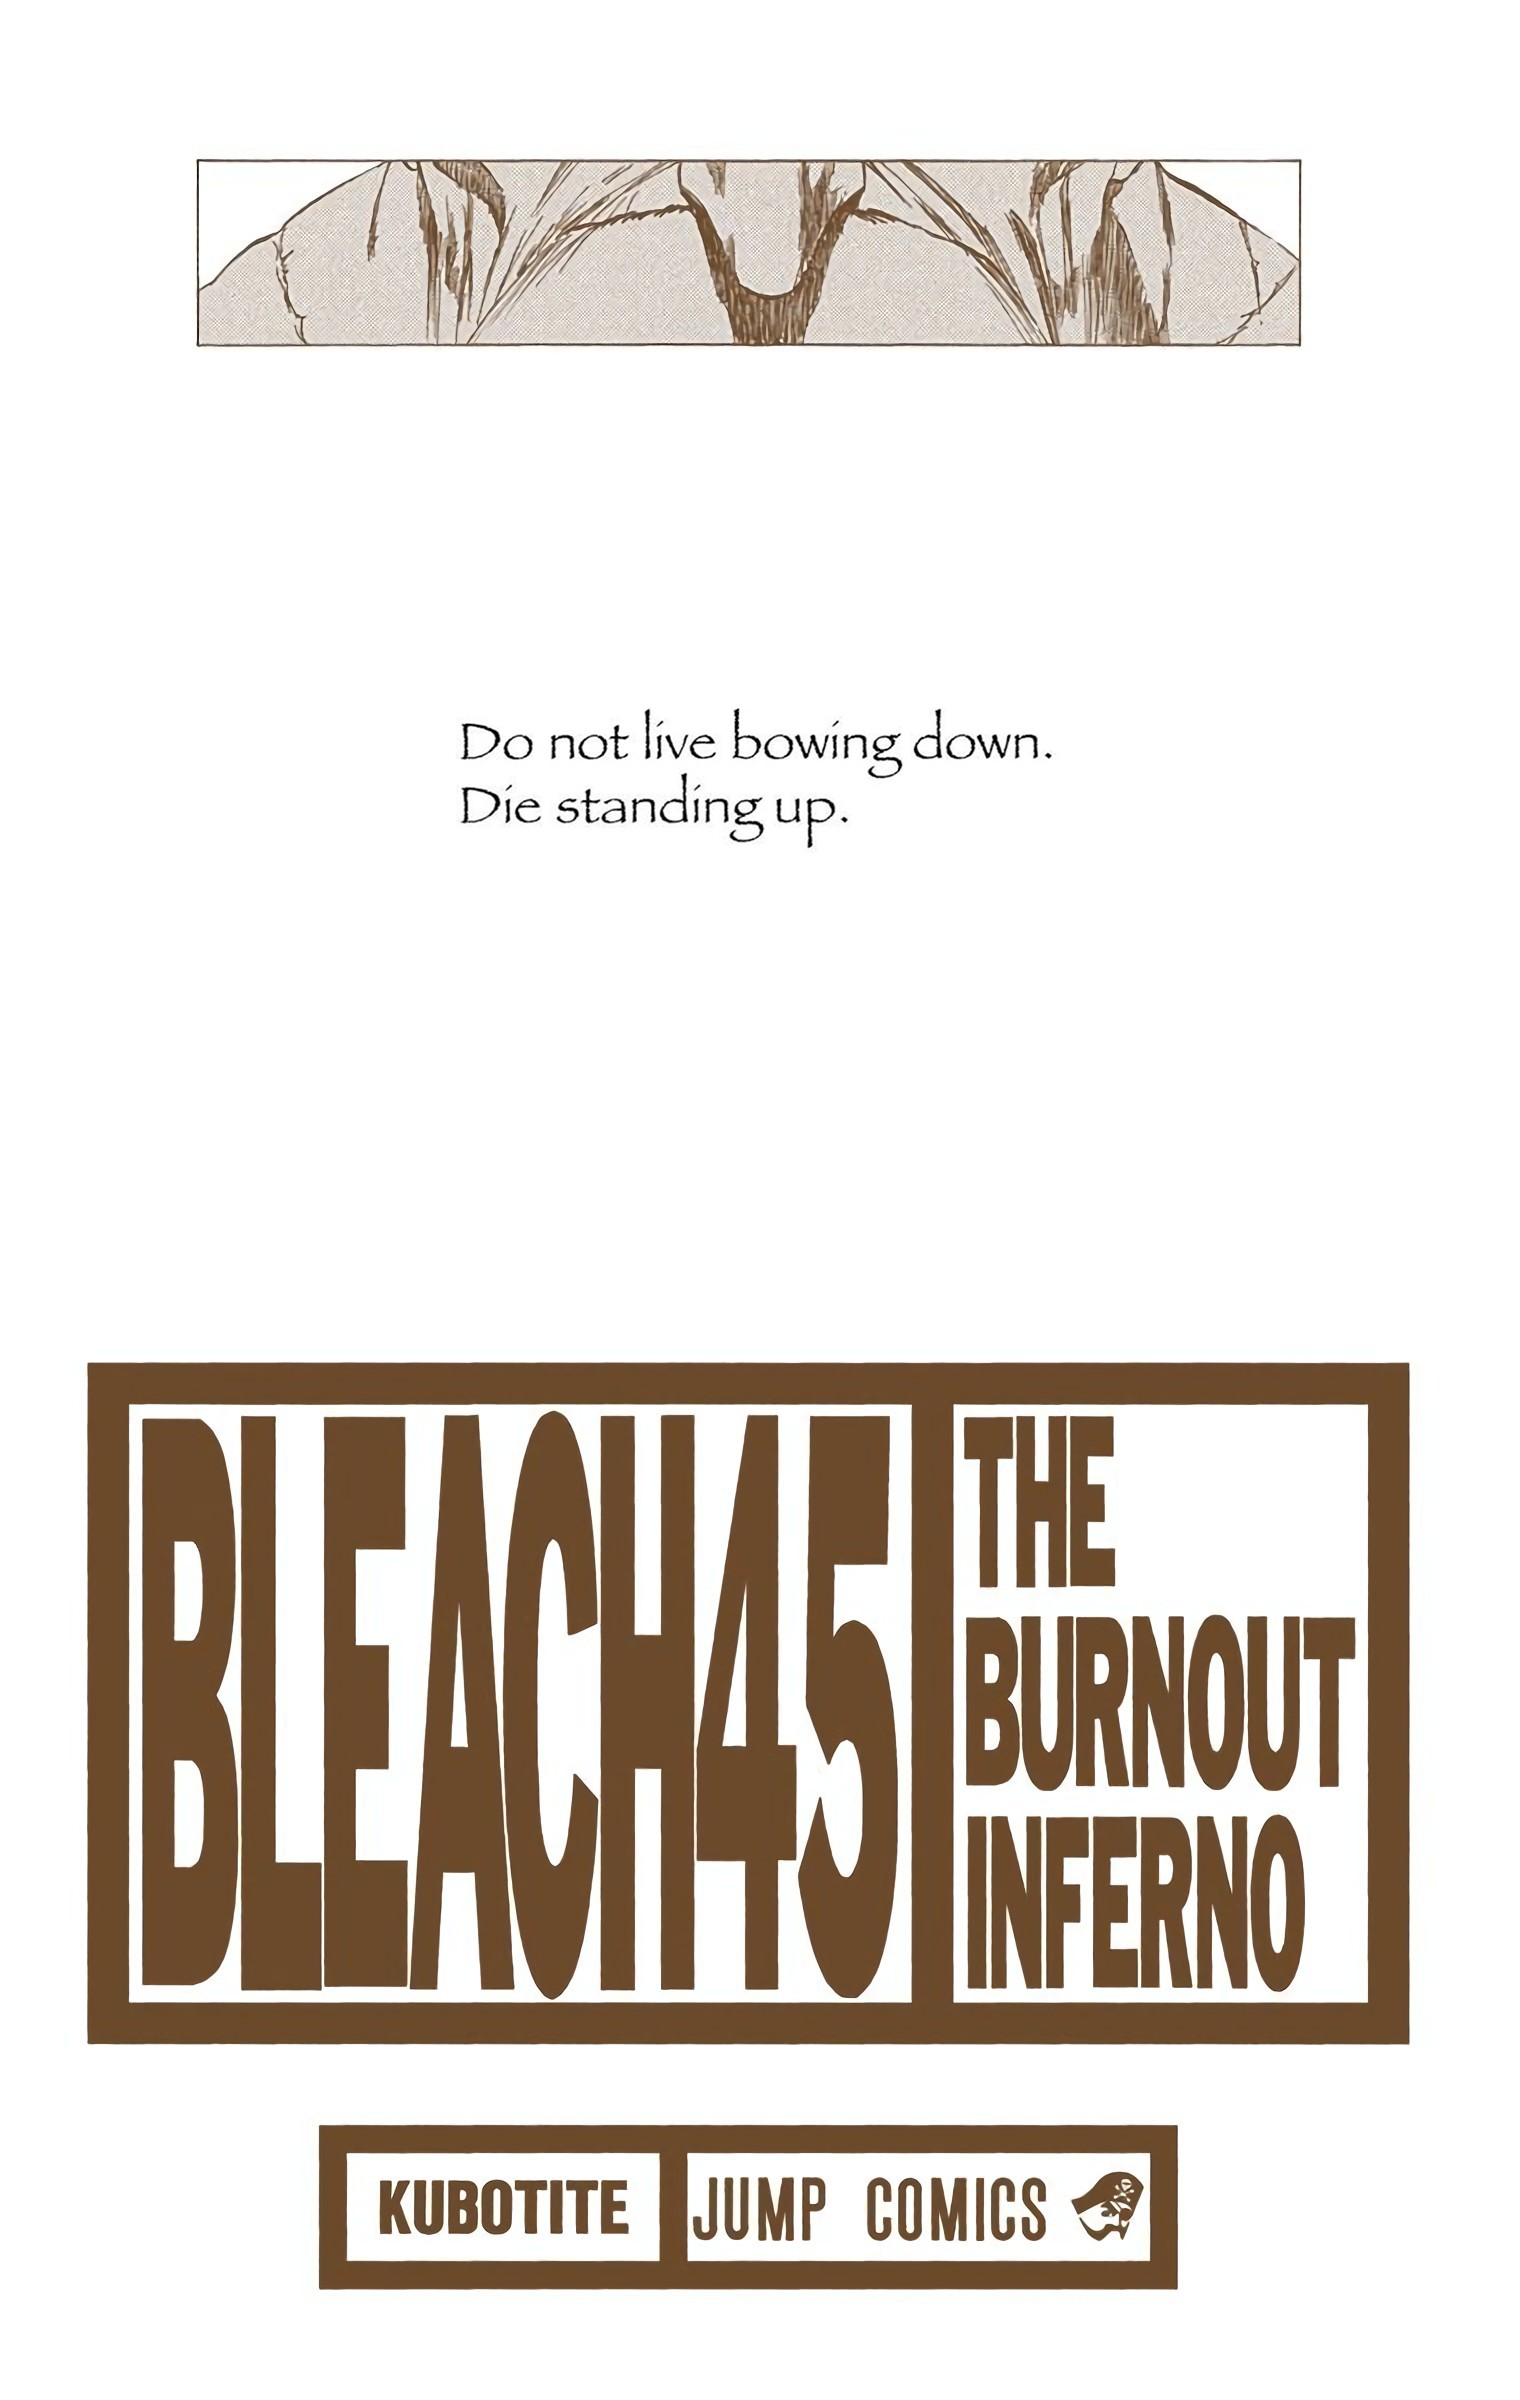 Do not live bowing down.
Die standing up.
BLEACH45
THE
BURNOUT
INFERNO
KUBOTITE
JUMP COMICS